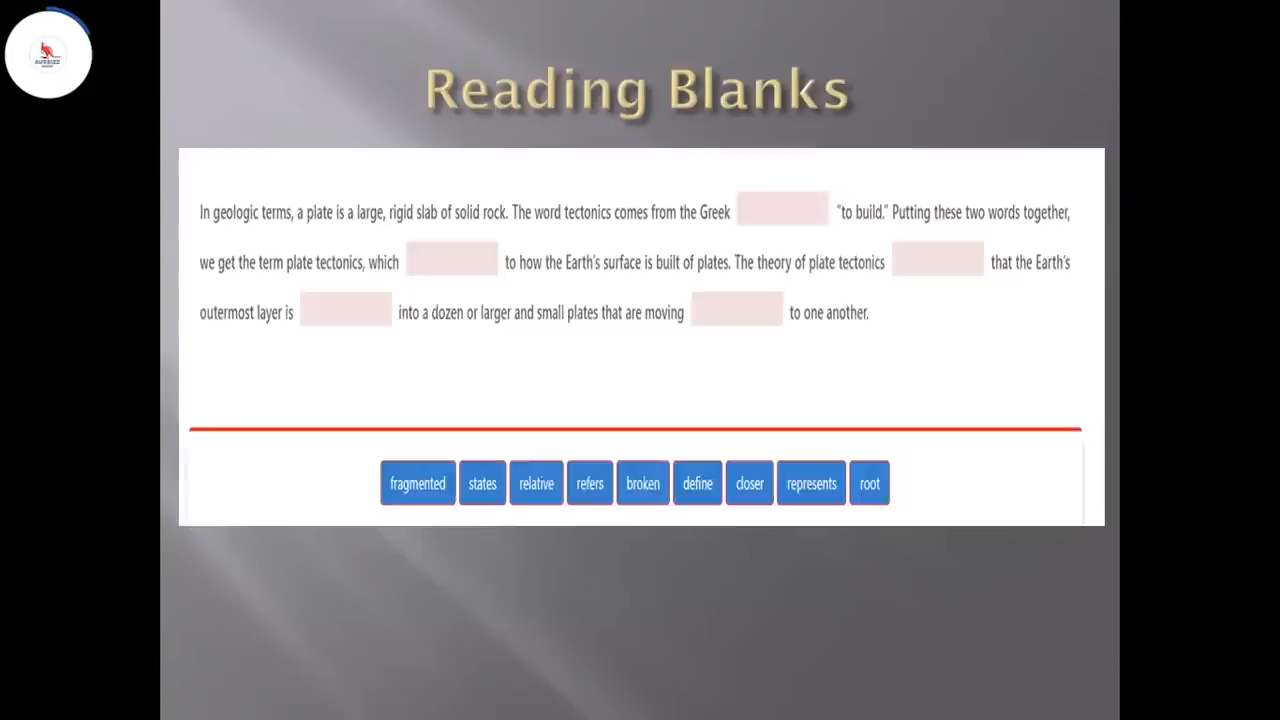 Reading Blanks
In geologic terms, a plate is a large, rigid slab of solid rock. The word tectonics comes from the Greek “to build.” Putting these two words together,
we get the term plate tectonics, which to how the Earth’s surface is built of plates. The theory of plate tectonics that the Earth’s
outermost layer is into a dozen or larger and small plates that are moving to one another.
fragmented states relative refers broken define closer represents root